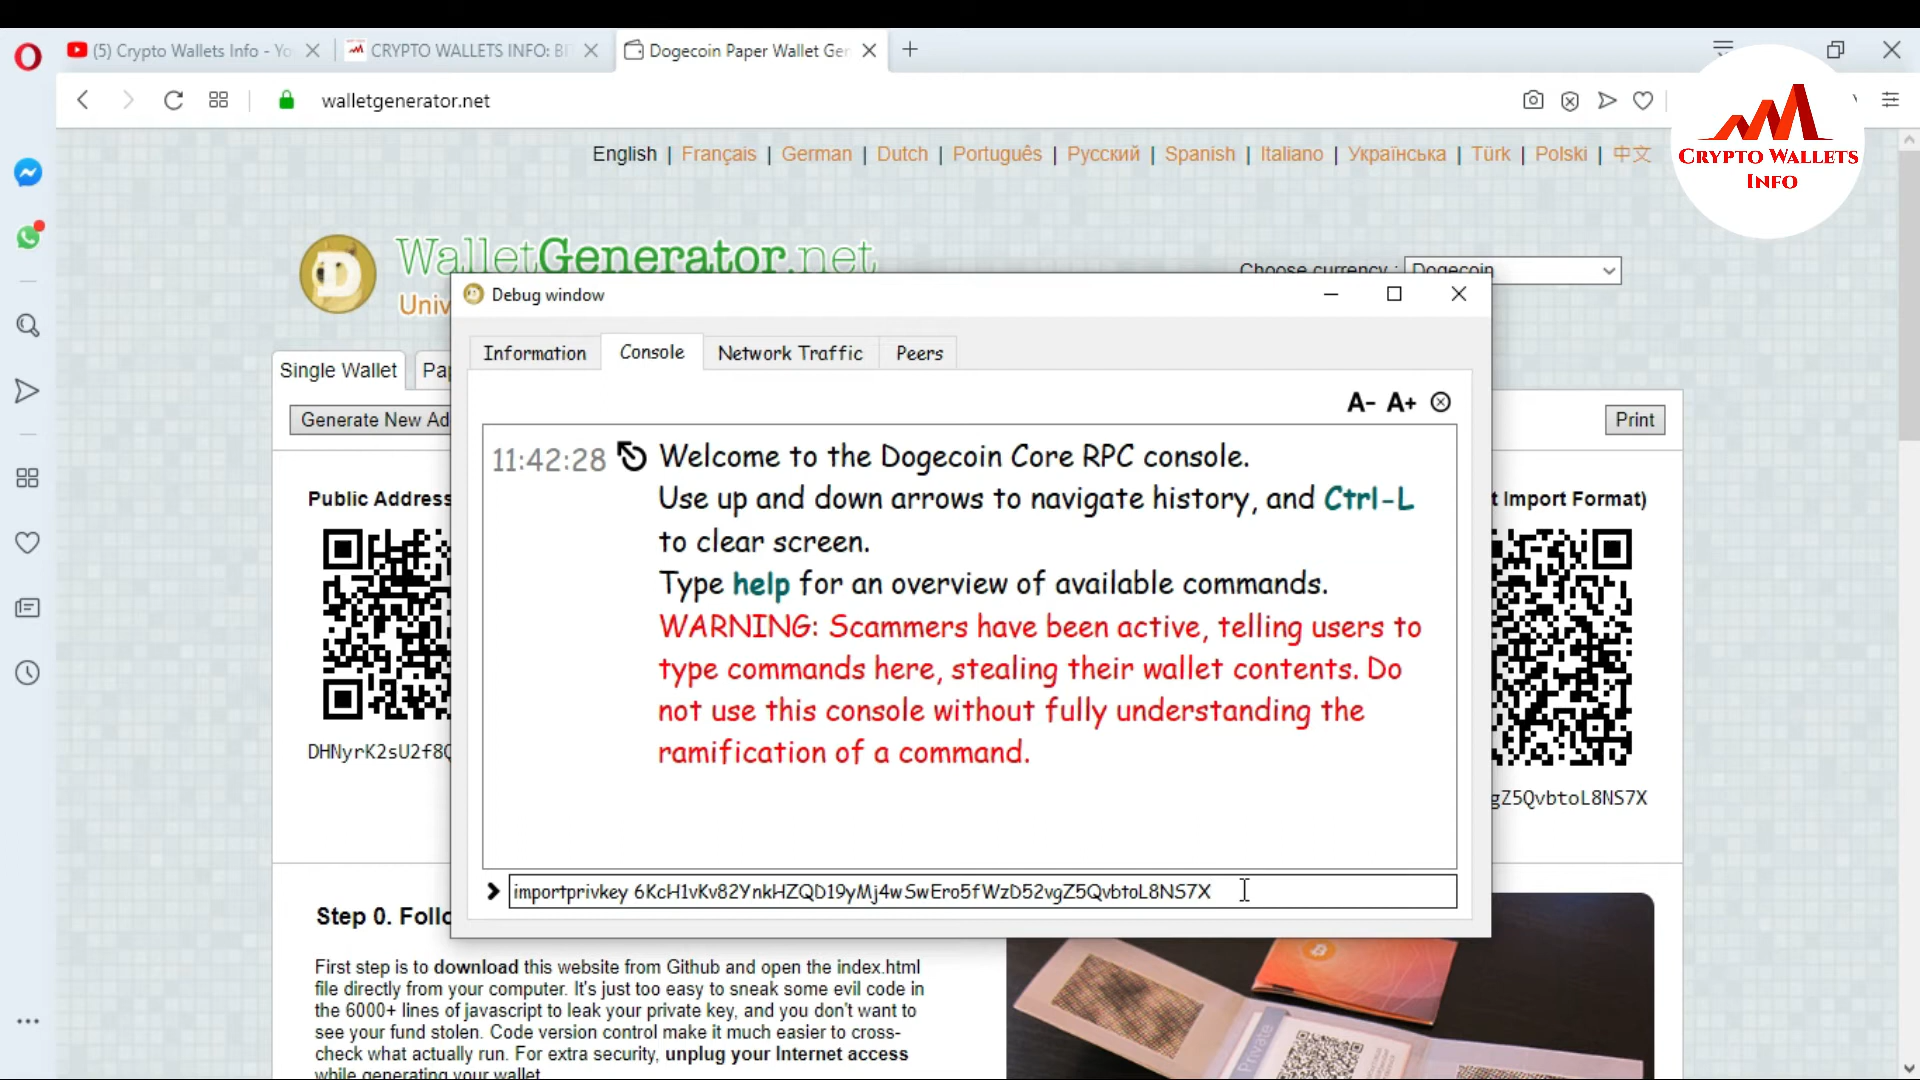 (5) Crypto Wallets Info - Yo
CRYPTO WALLETS INFO: BI
Dogecoin Paper Wallet Ger
walletgenerator.net
CRYPTO WALLETS
INFO
English | Français | German | Dutch | Português | Русский | Spanish | Italiano | Українська | Türk | Polski | 中文
WalletGenerator.net
Univ
Choose currency : Dogecoin
Debug window
Information Console Network Traffic Peers
Single Wallet Pap
A- A+
Generate New Ad
Print
11:42:28 Welcome to the Dogecoin Core RPC console.
Use up and down arrows to navigate history, and Ctrl-L
to clear screen.
Type help for an overview of available commands.
WARNING: Scammers have been active, telling users to
type commands here, stealing their wallet contents. Do
not use this console without fully understanding the
ramification of a command.
Public Address
t Import Format)
DHNyrK2sU2f8Q
gZ5QvbtoL8NS7X
importprivkey 6KcH1vKv82YnkHZQD19yMj4wSwEro5fWzD52vgZ5QvbtoL8NS7X
Step 0. Follo
First step is to download this website from Github and open the index.html
file directly from your computer. It's just too easy to sneak some evil code in
the 6000+ lines of javascript to leak your private key, and you don't want to
see your fund stolen. Code version control make it much easier to cross-
check what actually run. For extra security, unplug your Internet access
while generating your wallet.
Private